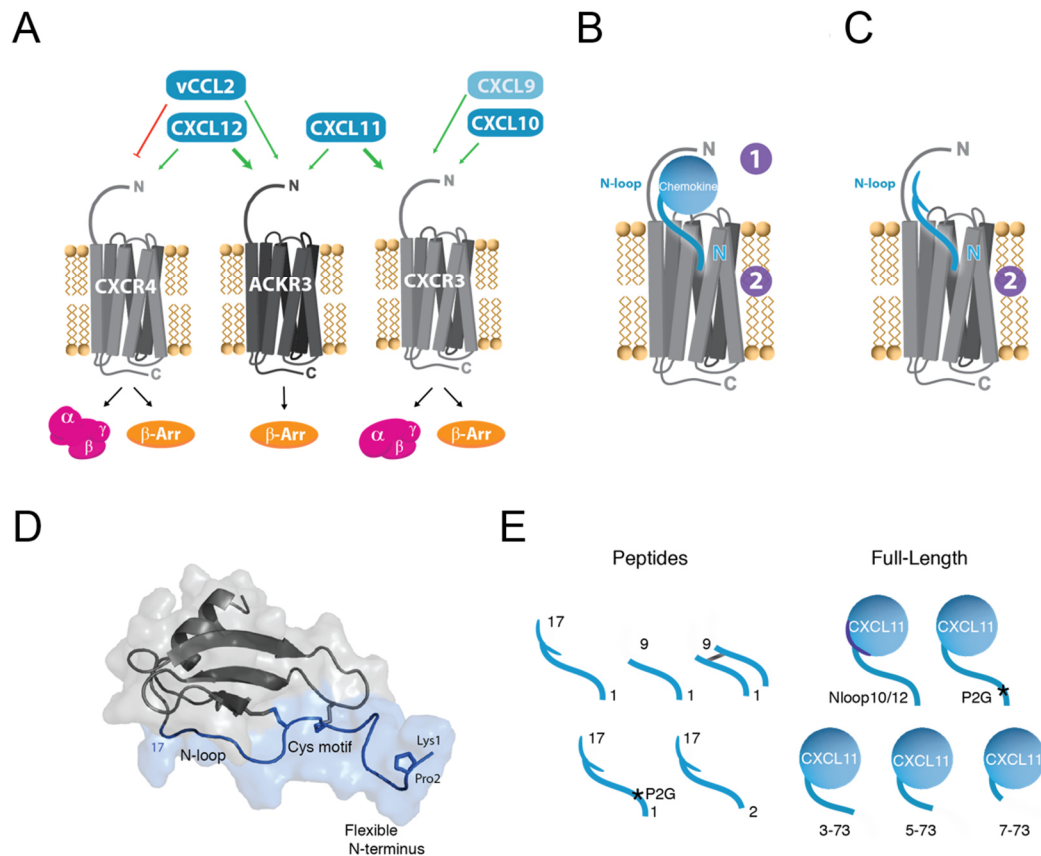 A
B
C
vCCL2
CXCL9
CXCL12
CXCL11
CXCL10
N
N
N
CXCR4
ACKR3
CXCR3
C
C
C
α
γ
β
β-Arr
β-Arr
α
γ
β
β-Arr
N
1
N-loop
Chemokine
N
2
C
N
N-loop
N
2
C
D
17
N-loop
Cys motif
Lys1
Pro2
Flexible
N-terminus
E
Peptides
Full-Length
17
1
9
1
9
1
17
*P2G
1
17
2
CXCL11
Nloop10/12
CXCL11
P2G *
CXCL11
CXCL11
CXCL11
3-73
5-73
7-73